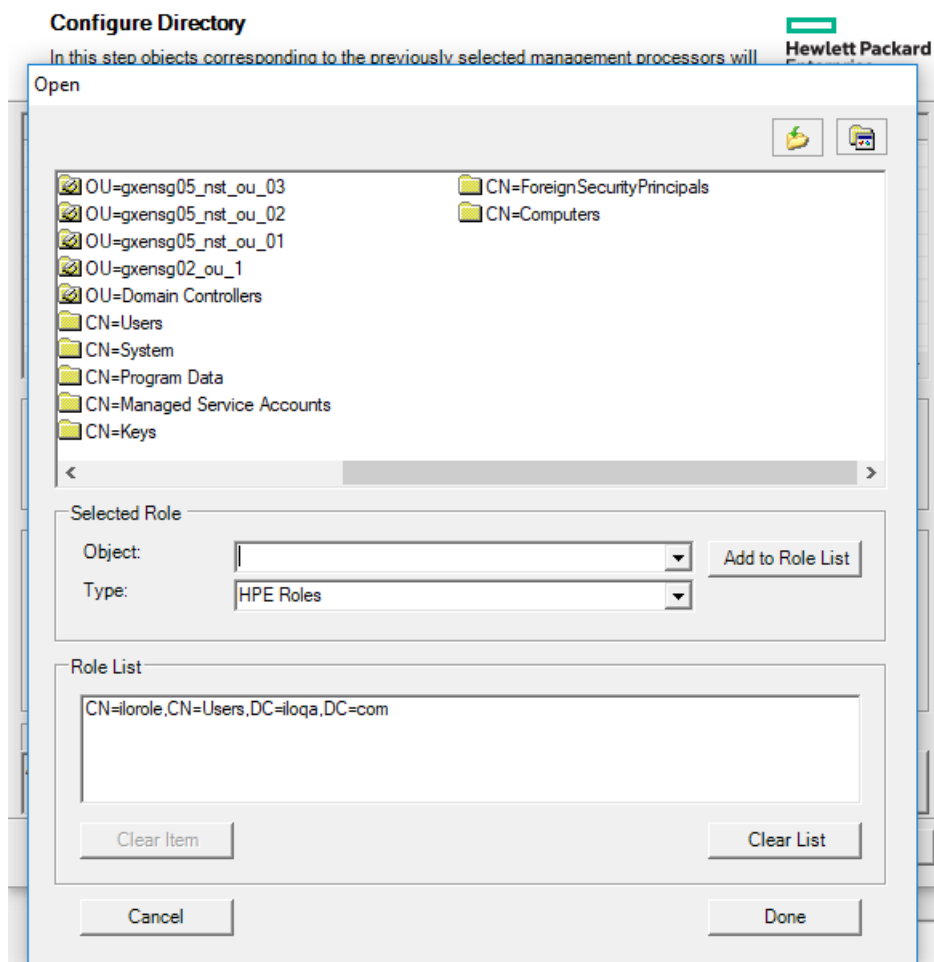 Configure Directory
In this step objects corresponding to the previously selected management processors will
Hewlett Packard
Enterprise
Open
OU=gxensg05_nst_ou_03
OU=gxensg05_nst_ou_02
OU=gxensg05_nst_ou_01
OU=gxensg02_ou_1
OU=Domain Controllers
CN=Users
CN=System
CN=Program Data
CN=Managed Service Accounts
CN=Keys
CN=ForeignSecurityPrincipals
CN=Computers
Selected Role
Object:
Add to Role List
Type:
HPE Roles
Role List
CN=ilorole,CN=Users,DC=iloqa,DC=com
Clear Item
Clear List
Cancel
Done